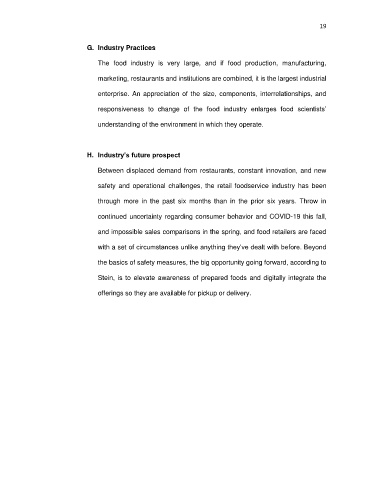 19
G. Industry Practices
The food industry is very large, and if food production, manufacturing,
marketing, restaurants and institutions are combined, it is the largest industrial
enterprise. An appreciation of the size, components, interrelationships, and
responsiveness to change of the food industry enlarges food scientists'
understanding of the environment in which they operate.
H. Industry's future prospect
Between displaced demand from restaurants, constant innovation, and new
safety and operational challenges, the retail foodservice industry has been
through more in the past six months than in the prior six years. Throw in
continued uncertainty regarding consumer behavior and COVID-19 this fall,
and impossible sales comparisons in the spring, and food retailers are faced
with a set of circumstances unlike anything they've dealt with before. Beyond
the basics of safety measures, the big opportunity going forward, according to
Stein, is to elevate awareness of prepared foods and digitally integrate the
offerings so they are available for pickup or delivery.